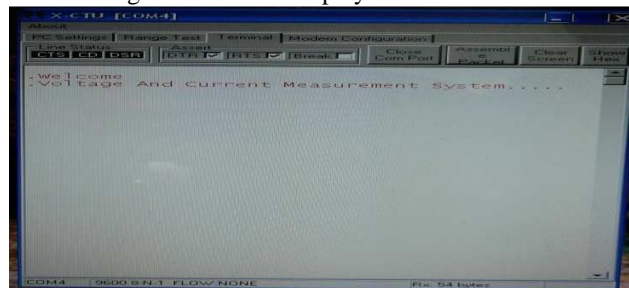 X-CTU [COM4]
About
PC Settings Range Test Terminal Modem Configuration
Line Status Assert
CTS CD DSR DTR RTS Break Close Com Port Assemble Packet Clear Screen Show Hex
.Welcome
.Voltage And Current Measurement System.....
COM4 9600 8-N-1 FLOW:NONE Rx: 54 bytes